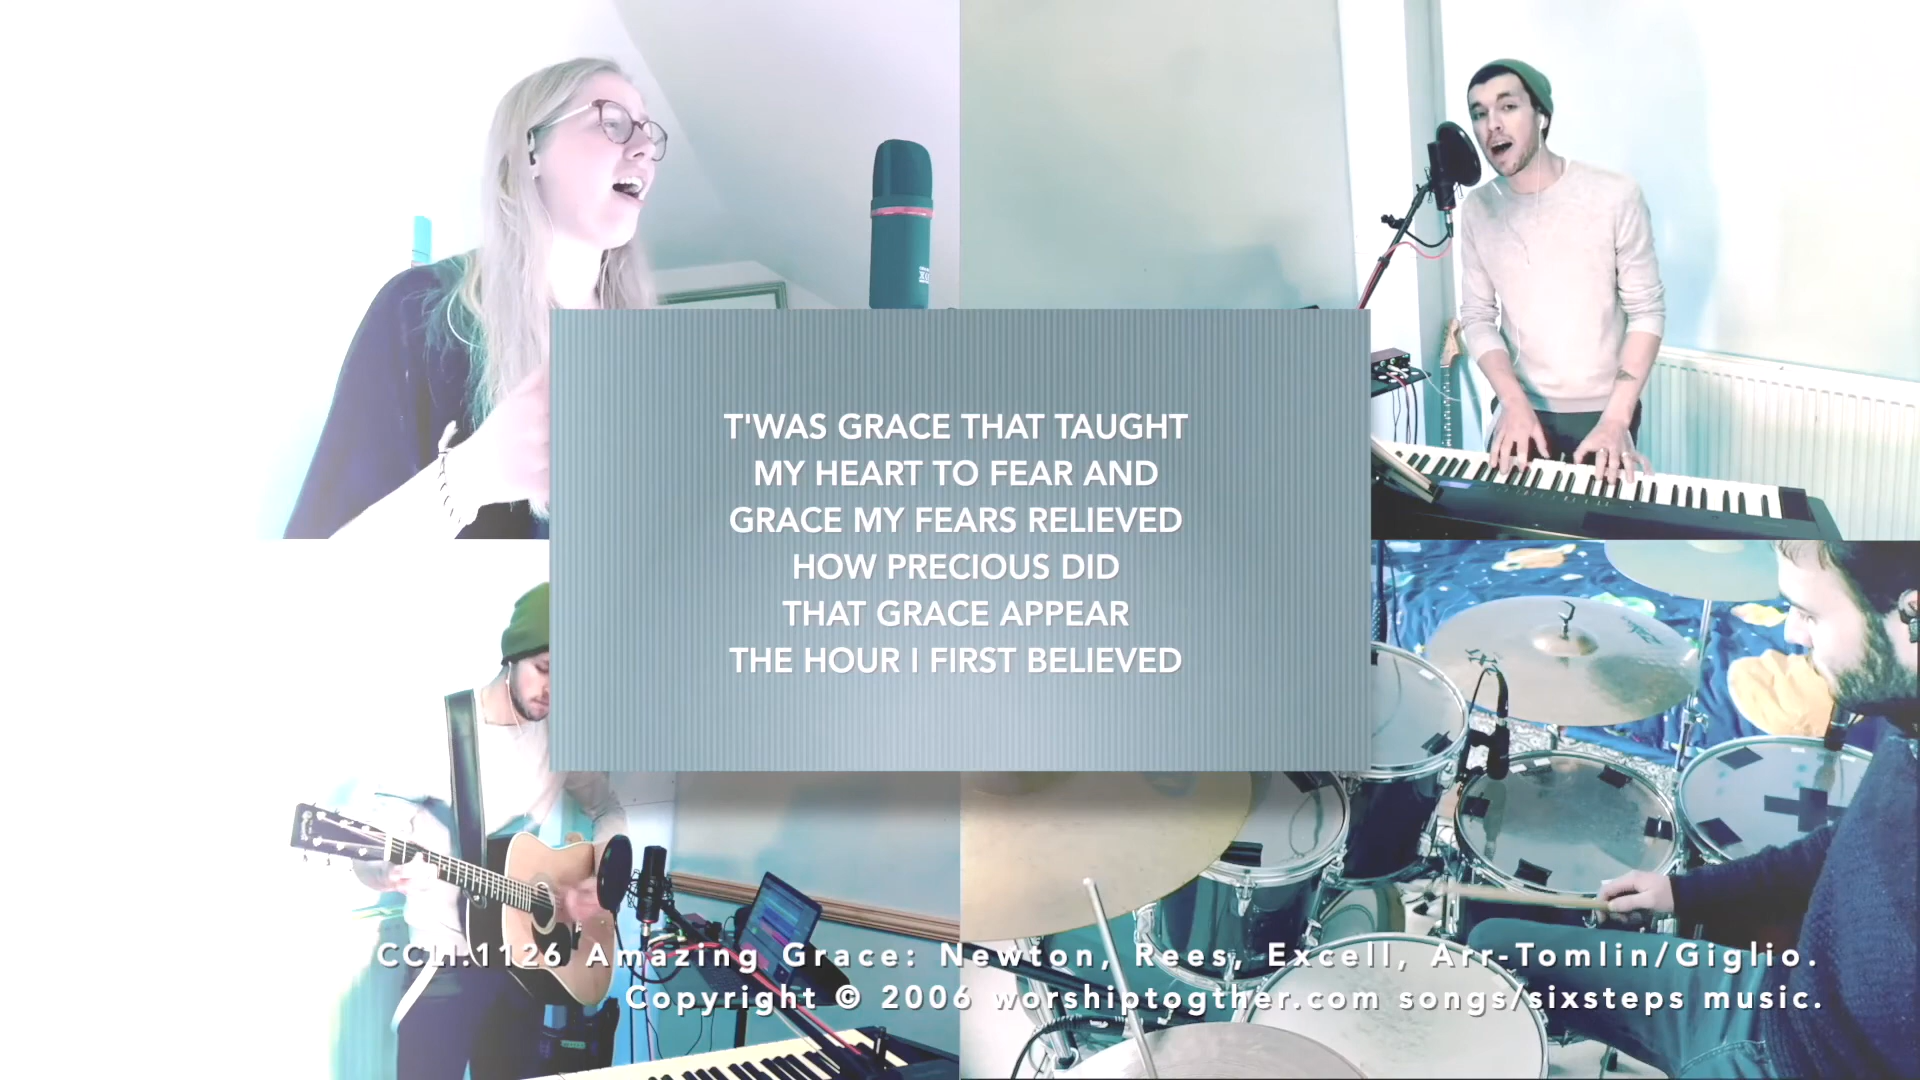 T'WAS GRACE THAT TAUGHT
MY HEART TO FEAR AND
GRACE MY FEARS RELIEVED
HOW PRECIOUS DID
THAT GRACE APPEAR
THE HOUR I FIRST BELIEVED
CCLI:1126 Amazing Grace: Newton, Rees, Excell, Arr-Tomlin/Giglio.
Copyright © 2006 worshiptogther.com songs/sixsteps music.